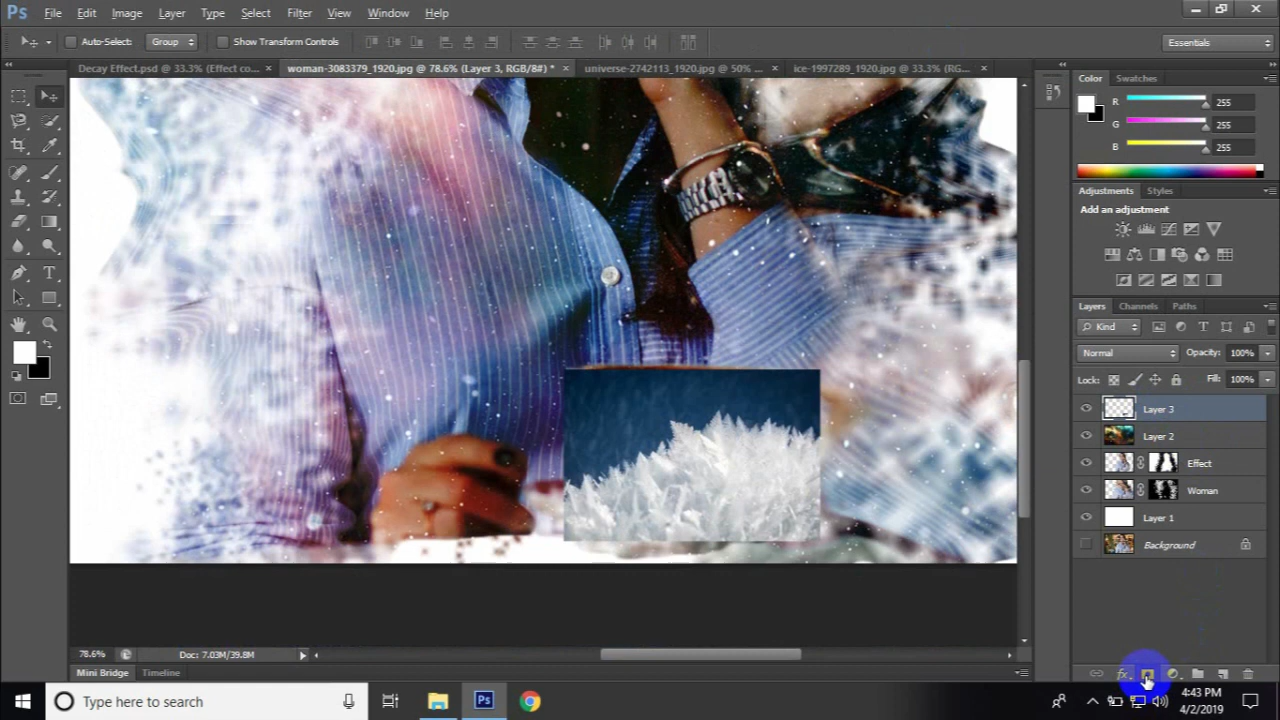 Ps File Edit Image Layer Type Select Filter View Window Help
Auto-Select: Group Show Transform Controls Essentials
Decay Effect.psd @ 33.3% (Effect co... × woman-3083379_1920.jpg @ 78.6% (Layer 3, RGB/8#) * × universe-2742113_1920.jpg @ 50% ... × ice-1997289_1920.jpg @ 33.3% (RG... ×
Color Swatches
R 255
G 255
B 255
Adjustments Styles
Add an adjustment
Layers Channels Paths
Kind
Normal Opacity: 100%
Lock: Fill: 100%
Layer 3
Layer 2
Effect
Woman
Layer 1
Background
78.6% Doc: 7.03M/39.8M
Mini Bridge Timeline
fx
Type here to search
Ps
4:43 PM
4/2/2019